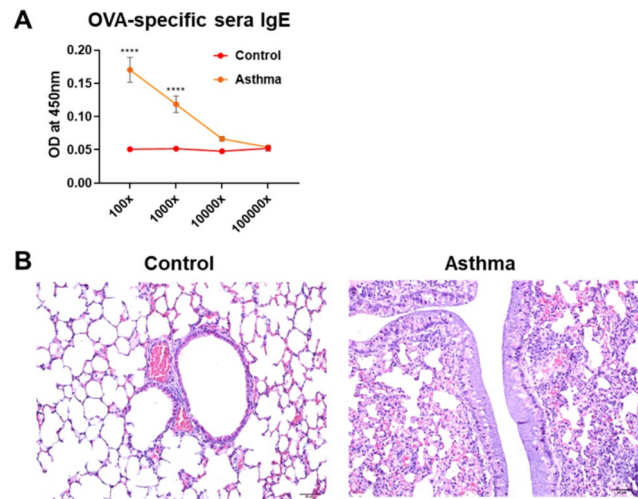 A
OVA-specific sera IgE
OD at 450nm
0.20
0.15
0.10
0.05
0.00
****
****
Control
Asthma
100x
1000x
10000x
100000x
B
Control
Asthma